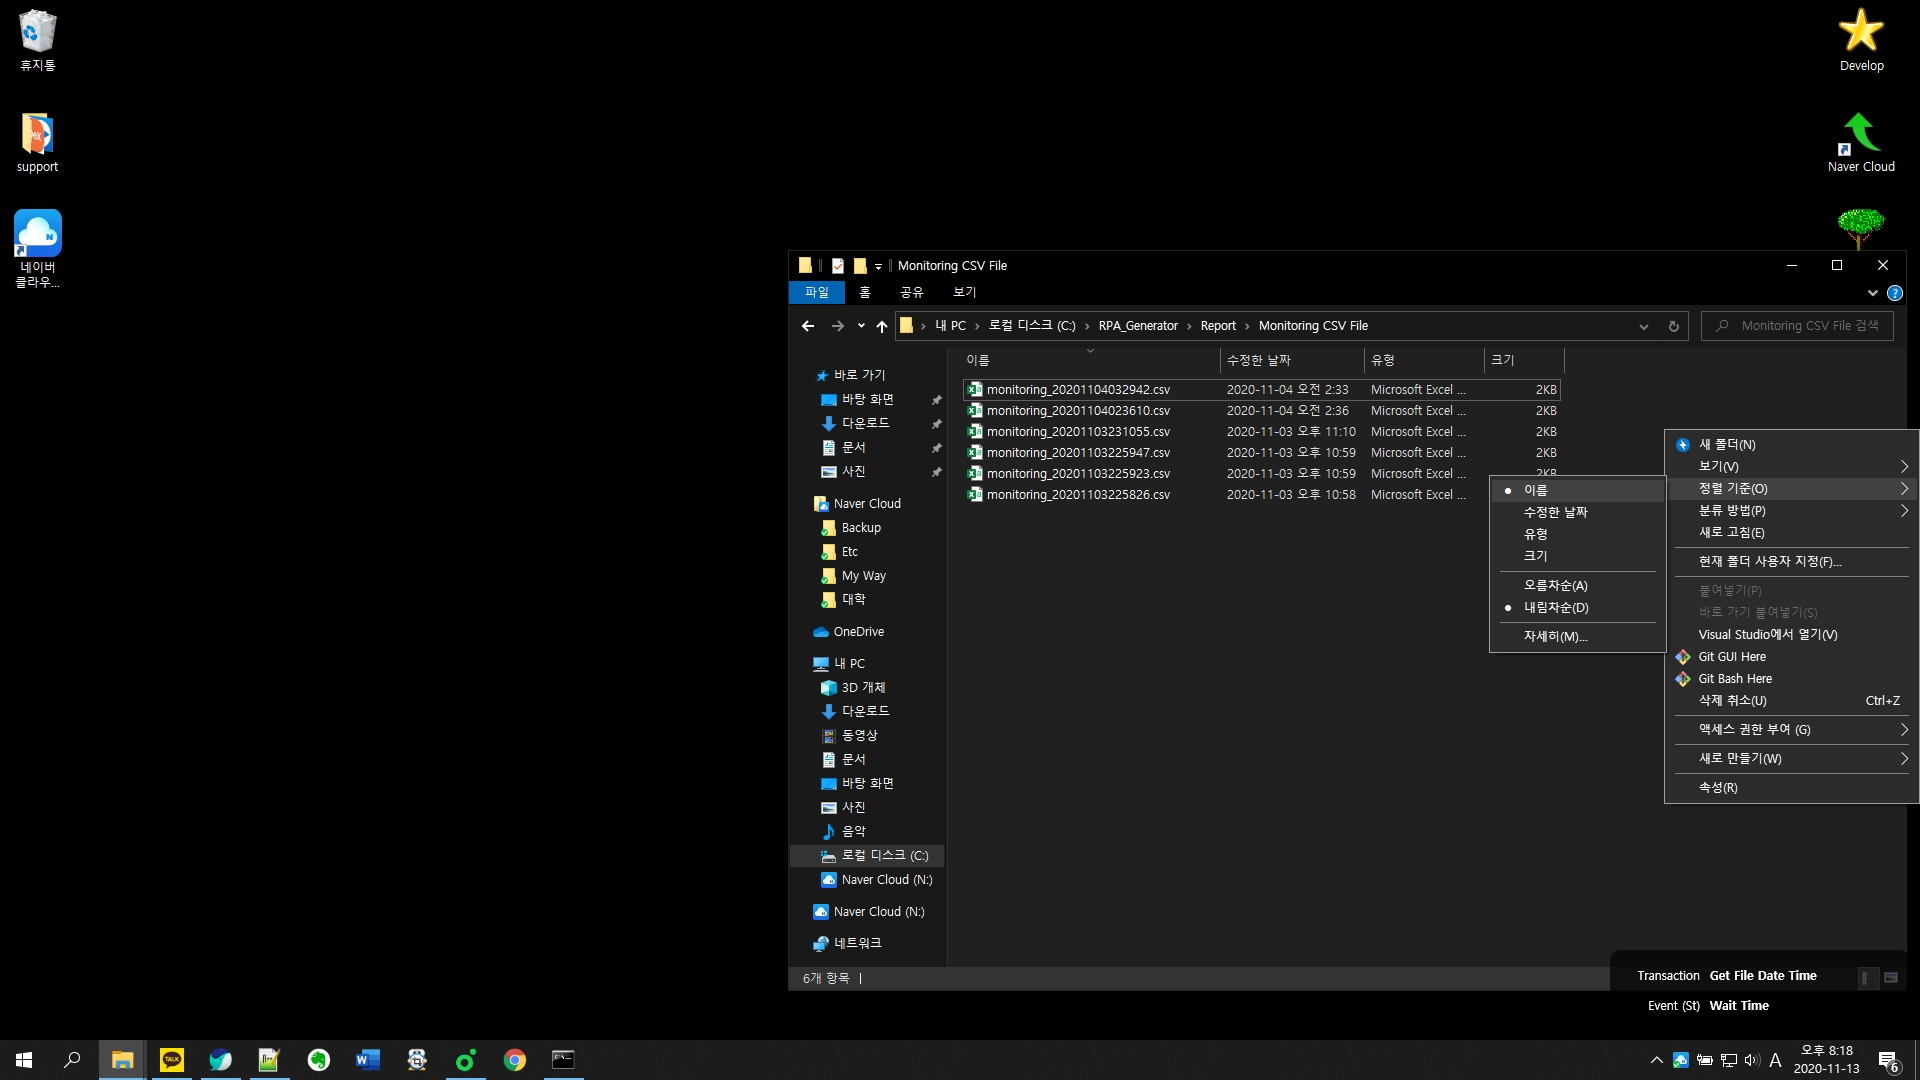 휴지통
support
네이버
클라우...
Develop
Naver Cloud
Monitoring CSV File
파일
홈
공유
보기
내 PC
로컬 디스크 (C:)
RPA_Generator
Report
Monitoring CSV File
Monitoring CSV File 검색
바로 가기
바탕 화면
다운로드
문서
사진
Naver Cloud
Backup
Etc
My Way
대학
OneDrive
내 PC
3D 개체
다운로드
동영상
문서
바탕 화면
사진
음악
로컬 디스크 (C:)
Naver Cloud (N:)
Naver Cloud (N:)
네트워크
이름 수정한 날짜 유형 크기
monitoring_20201104032942.csv 2020-11-04 오전 2:33 Microsoft Excel ... 2KB
monitoring_20201104023610.csv 2020-11-04 오전 2:36 Microsoft Excel ... 2KB
monitoring_20201103231055.csv 2020-11-03 오후 11:10 Microsoft Excel ... 2KB
monitoring_20201103225947.csv 2020-11-03 오후 10:59 Microsoft Excel ... 2KB
monitoring_20201103225923.csv 2020-11-03 오후 10:59 Microsoft Excel ... 2KB
monitoring_20201103225826.csv 2020-11-03 오후 10:58 Microsoft Excel ...
이름
수정한 날짜
유형
크기
오름차순(A)
내림차순(D)
자세히(M)...
새 폴더(N)
보기(V)
정렬 기준(O)
분류 방법(P)
새로 고침(E)
현재 폴더 사용자 지정(F)...
붙여넣기(P)
바로 가기 붙여넣기(S)
Visual Studio에서 열기(V)
Git GUI Here
Git Bash Here
삭제 취소(U) Ctrl+Z
액세스 권한 부여 (G)
새로 만들기(W)
속성(R)
6개 항목
Transaction Get File Date Time
Event (St) Wait Time
TALK
A
오후 8:18
2020-11-13
6